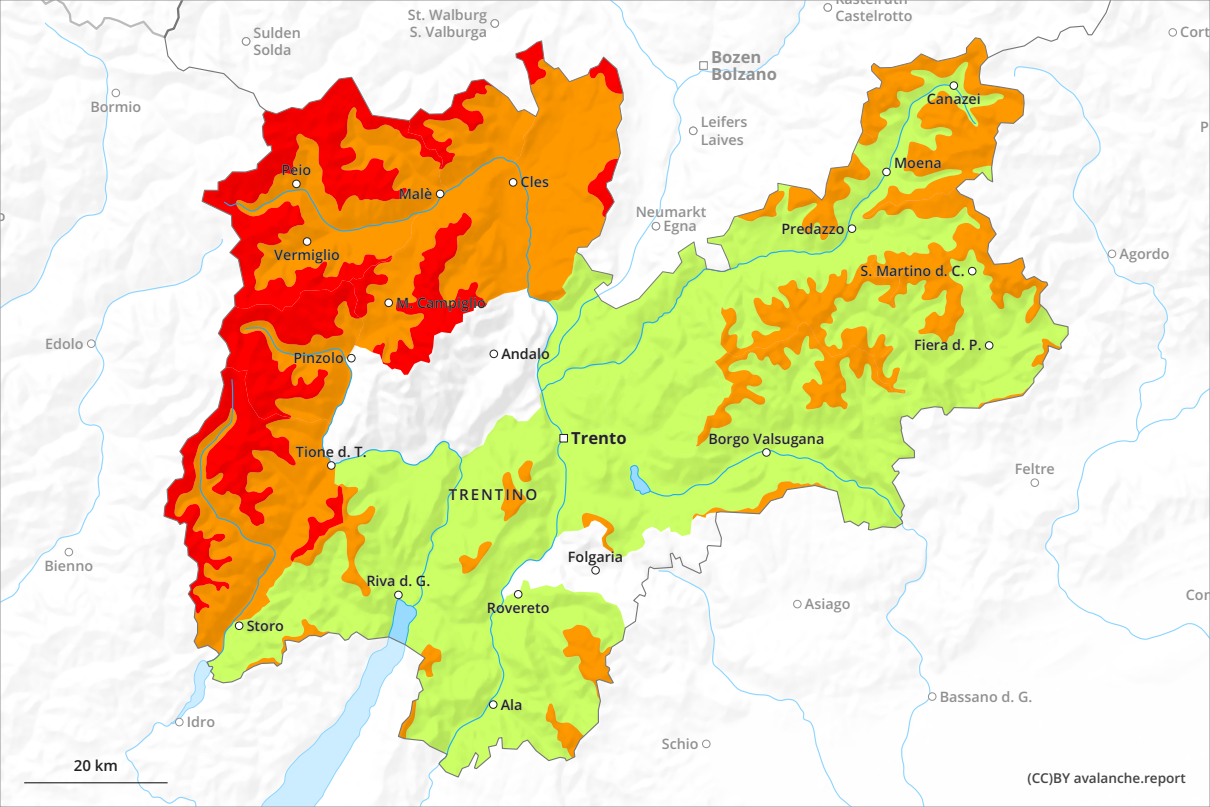 Kastelruth
Castelrotto
St. Walburg
S. Valburga
Sulden
Solda
Cort
Bozen
Bolzano
Bormio
Canazei
Leifers
Laives
P
Moena
Peio
Malè
Cles
Neumarkt
Egna
Predazzo
Vermiglio
Agordo
S. Martino d. C.
M. Campiglio
Edolo
Pinzolo
Andalo
Fiera d. P.
Trento
Borgo Valsugana
Tione d. T.
Feltre
TRENTINO
Bienno
Folgaria
Riva d. G.
Rovereto
Asiago
Cor
Storo
Idro
Ala
Bassano d. G.
Schio
20 km
(CC)BY avalanche.report